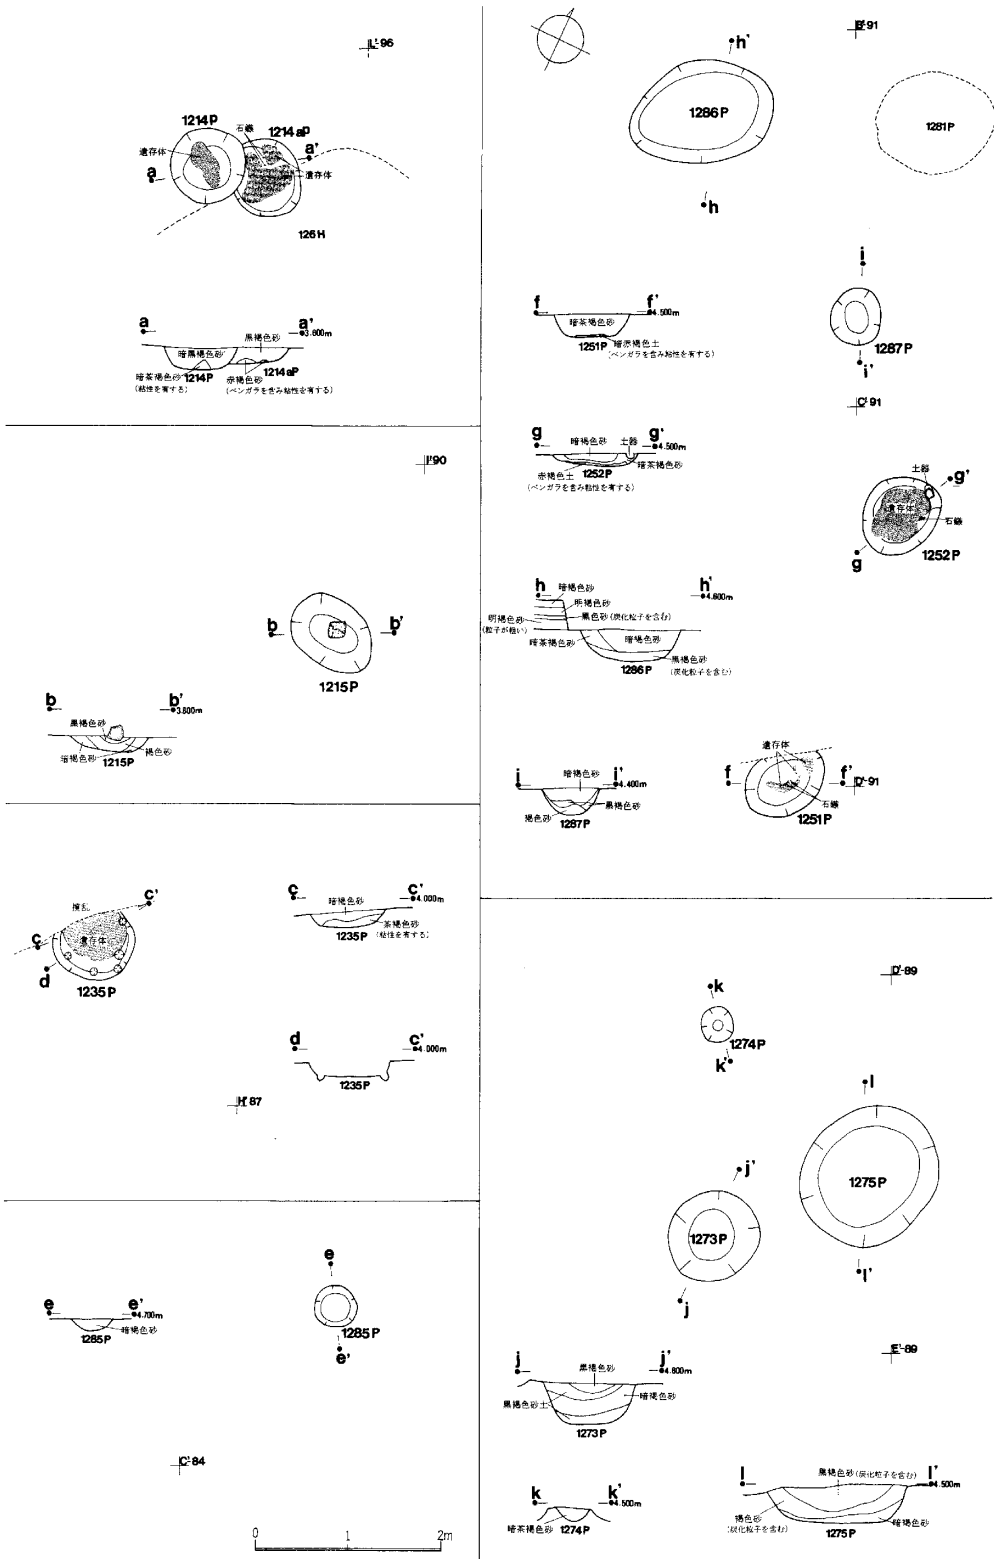 L'-96
1214P
石鏃
1214aP
遺存体
a'
遺存体
a
126H
a
a'
3.800m
黒褐色砂
暗黒褐色砂
暗茶褐色砂
(粘性を有する)
1214P
1214aP
赤褐色砂
(ベンガラを含み粘性を有する)
I'-90
b
b'
1215P
b
b'
3.800m
黒褐色砂
暗褐色砂
褐色砂
1215P
c'
撹乱
遺存体
c
d
1235P
c
c'
4.000m
暗褐色砂
茶褐色砂
(粘性を有する)
1235P
d
c'
4.000m
1235P
H'-87
e
1285P
e'
e
e'
4.700m
暗褐色砂
1285P
C'-84
0
1
2m
B'-91
h'
1286P
h
1281P
f
f'
4.500m
暗茶褐色砂
1251P
暗赤褐色土
(ベンガラを含み粘性を有する)
i
1287P
i'
C'-91
g
g'
4.500m
暗褐色砂
土器
暗茶褐色砂
赤褐色土
1252P
(ベンガラを含み粘性を有する)
土器
g'
遺存体
石鏃
1252P
g
h
h'
4.600m
暗褐色砂
明褐色砂
黒色砂(炭化粒子を含む)
明褐色砂
(粒子が粗い)
暗茶褐色砂
暗褐色砂
黒褐色砂
(炭化粒子を含む)
1286P
i
i'
4.400m
暗褐色砂
黒褐色砂
褐色砂
1287P
遺存体
f
f'
D'-91
石鏃
1251P
D'-89
k
1274P
k'
l
1275P
l'
j'
1273P
j
E'-89
j
j'
4.600m
黒褐色砂
暗褐色砂
黒褐色砂土
1273P
k
k'
4.500m
暗茶褐色砂
1274P
l
l'
4.500m
黒褐色砂(炭化粒子を含む)
褐色砂
(炭化粒子を含む)
暗褐色砂
1275P